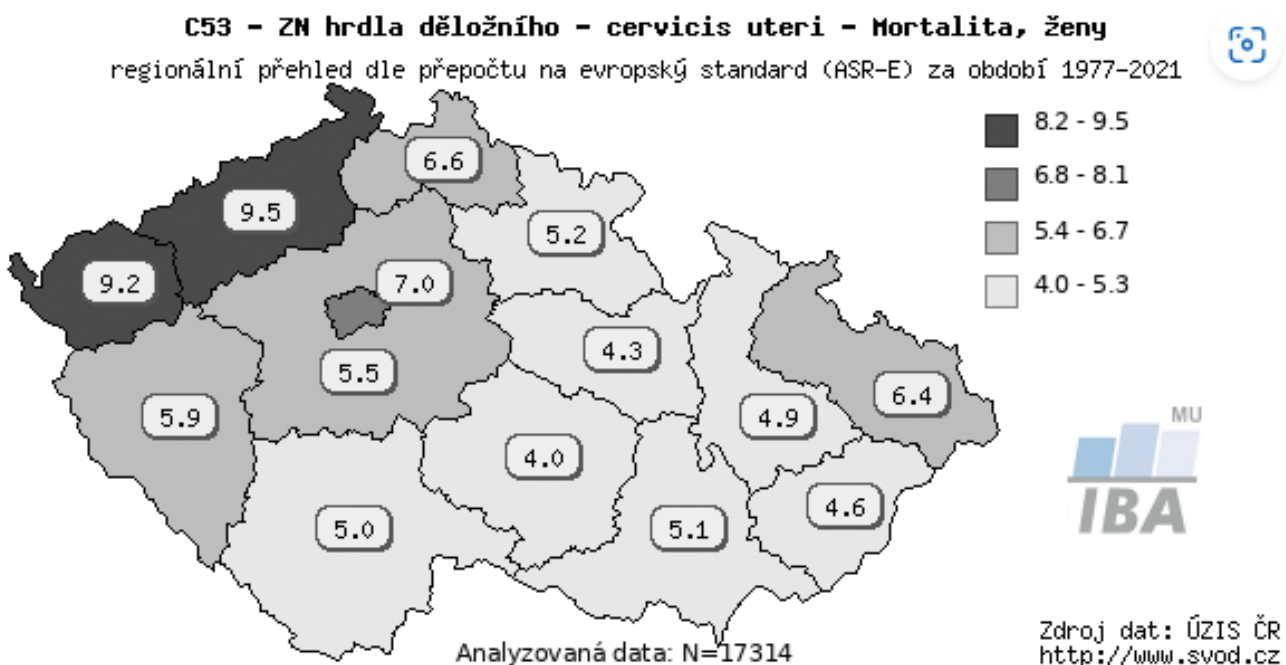 C53 - ZN hrdla děložního - cervicis uteri - Mortalita, ženy
regionální přehled dle přepočtu na evropský standard (ASR-E) za období 1977-2021
8.2 - 9.5
6.8 - 8.1
5.4 - 6.7
4.0 - 5.3
6.6
9.5
5.2
9.2
7.0
4.3
5.5
6.4
5.9
4.9
4.0
4.6
5.0
5.1
MU
IBA
Analyzovaná data: N=17314
Zdroj dat: ÚZIS ČR
http://www.svod.cz